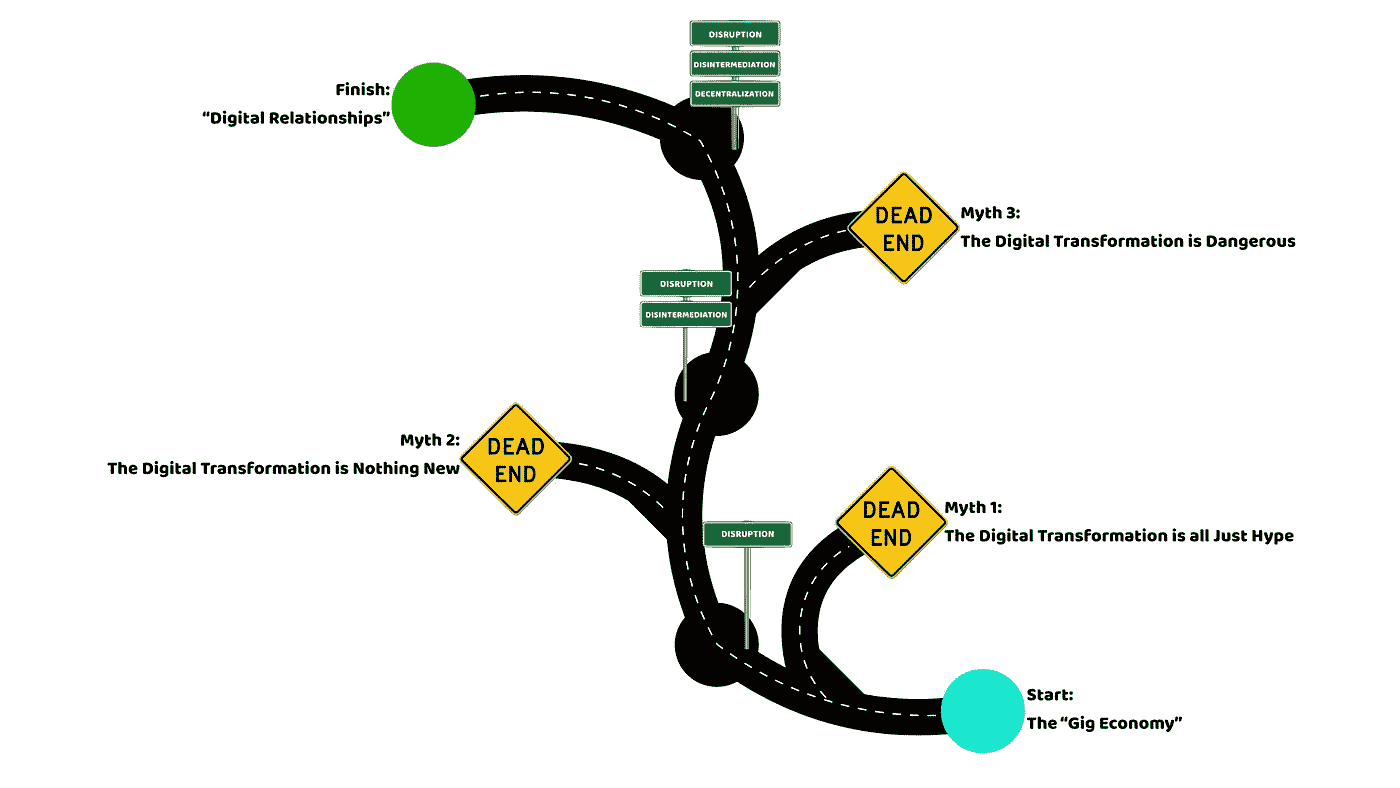 DISRUPTION
DISINTERMEDIATION
DECENTRALIZATION
Finish:
“Digital Relationships”
DEAD
END
Myth 3:
The Digital Transformation is Dangerous
DISRUPTION
DISINTERMEDIATION
Myth 2:
The Digital Transformation is Nothing New
DEAD
END
DEAD
END
Myth 1:
The Digital Transformation is all Just Hype
DISRUPTION
Start:
The “Gig Economy”